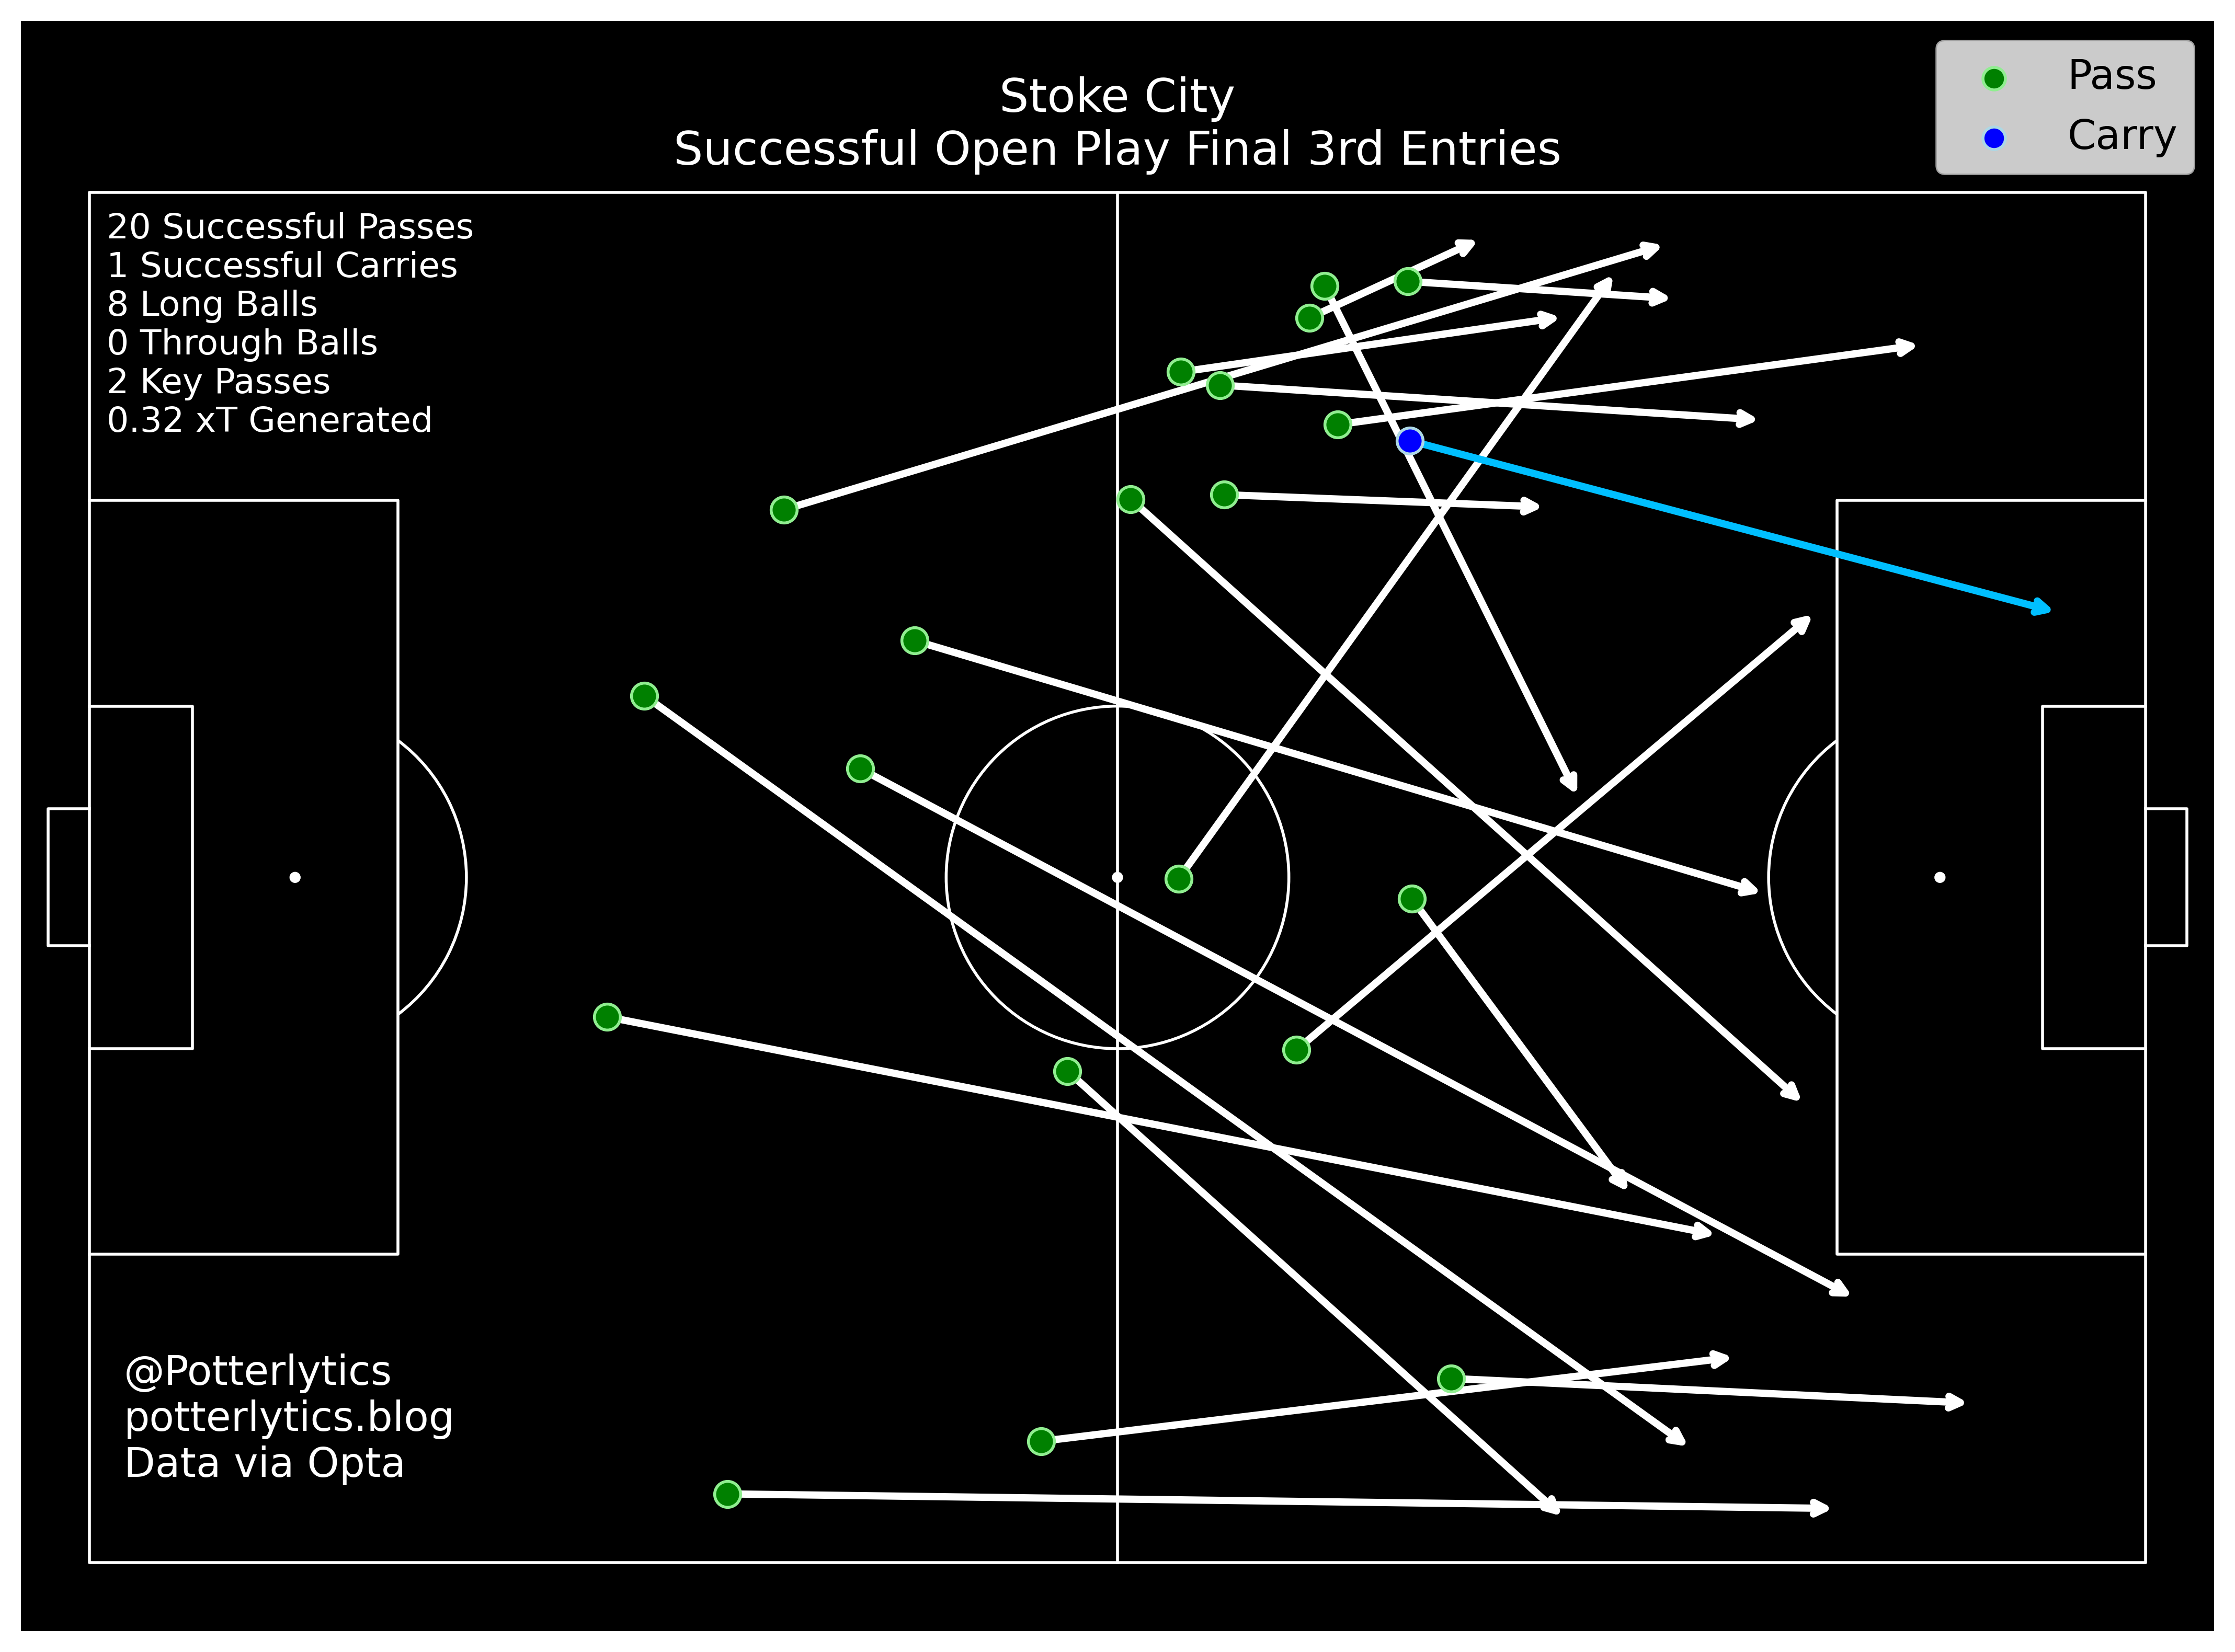 Stoke City
Successful Open Play Final 3rd Entries
Pass
Carry
20 Successful Passes
1 Successful Carries
8 Long Balls
0 Through Balls
2 Key Passes
0.32 xT Generated
@Potterlytics
potterlytics.blog
Data via Opta